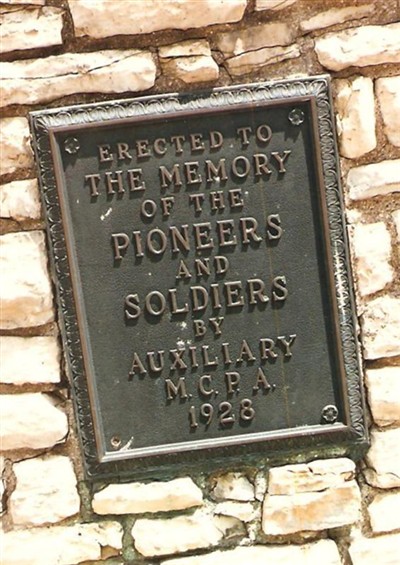 ERECTED TO
THE MEMORY
OF THE
PIONEERS
AND
SOLDIERS
BY
AUXILIARY
M. C. P. A.
1928